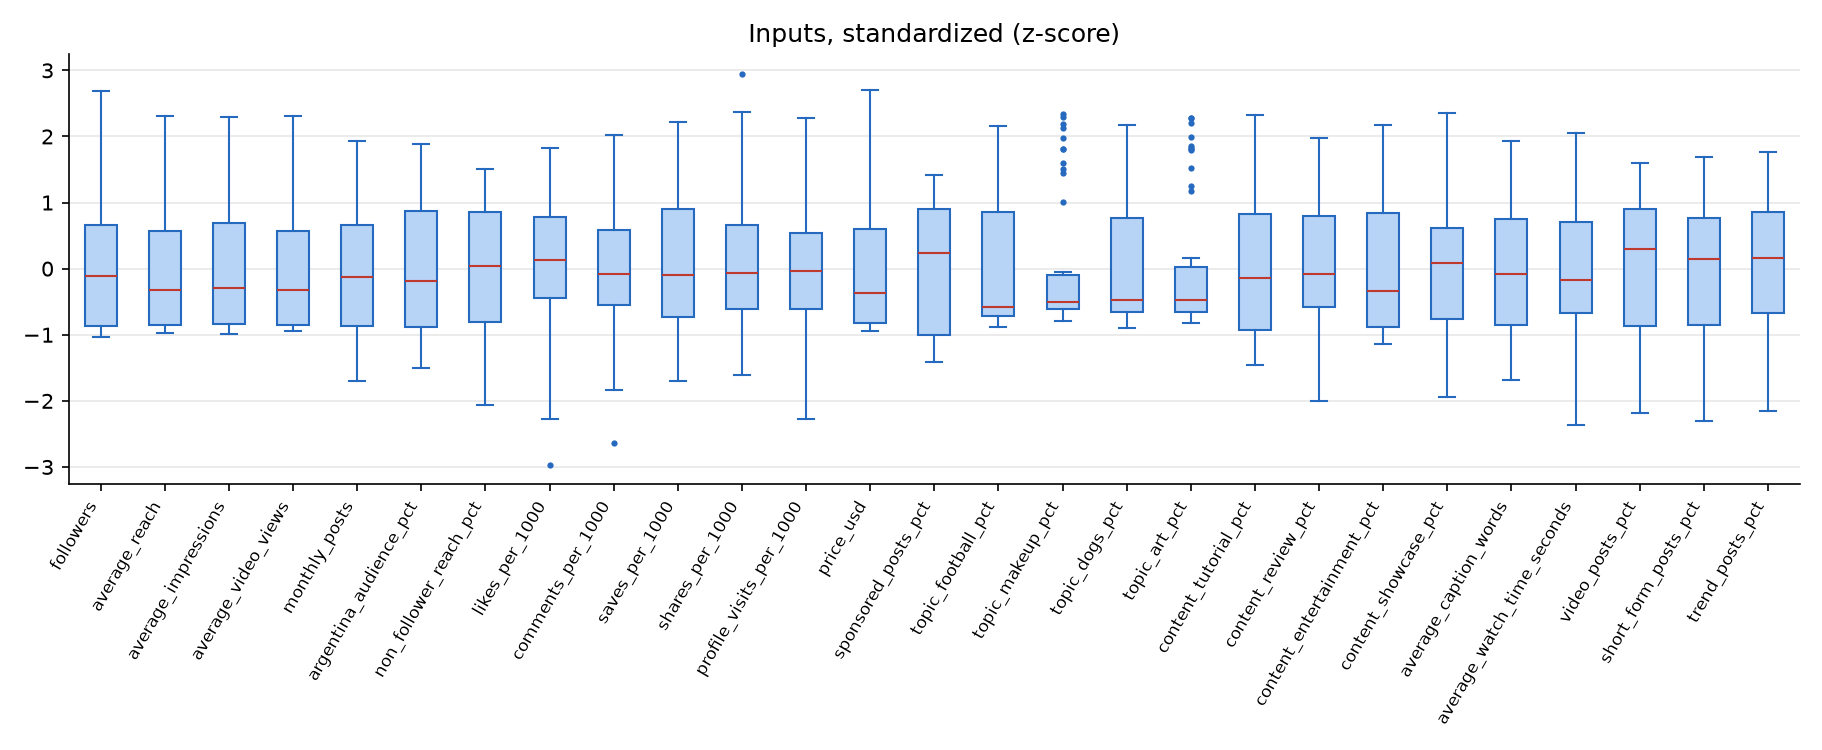 Inputs, standardized (z-score)
3
2
1
0
−1
−2
−3
followers
average_reach
average_impressions
average_video_views
monthly_posts
argentina_audience_pct
non_follower_reach_pct
likes_per_1000
comments_per_1000
saves_per_1000
shares_per_1000
profile_visits_per_1000
price_usd
sponsored_posts_pct
topic_football_pct
topic_makeup_pct
topic_dogs_pct
topic_art_pct
content_tutorial_pct
content_review_pct
content_entertainment_pct
content_showcase_pct
average_caption_words
average_watch_time_seconds
video_posts_pct
short_form_posts_pct
trend_posts_pct